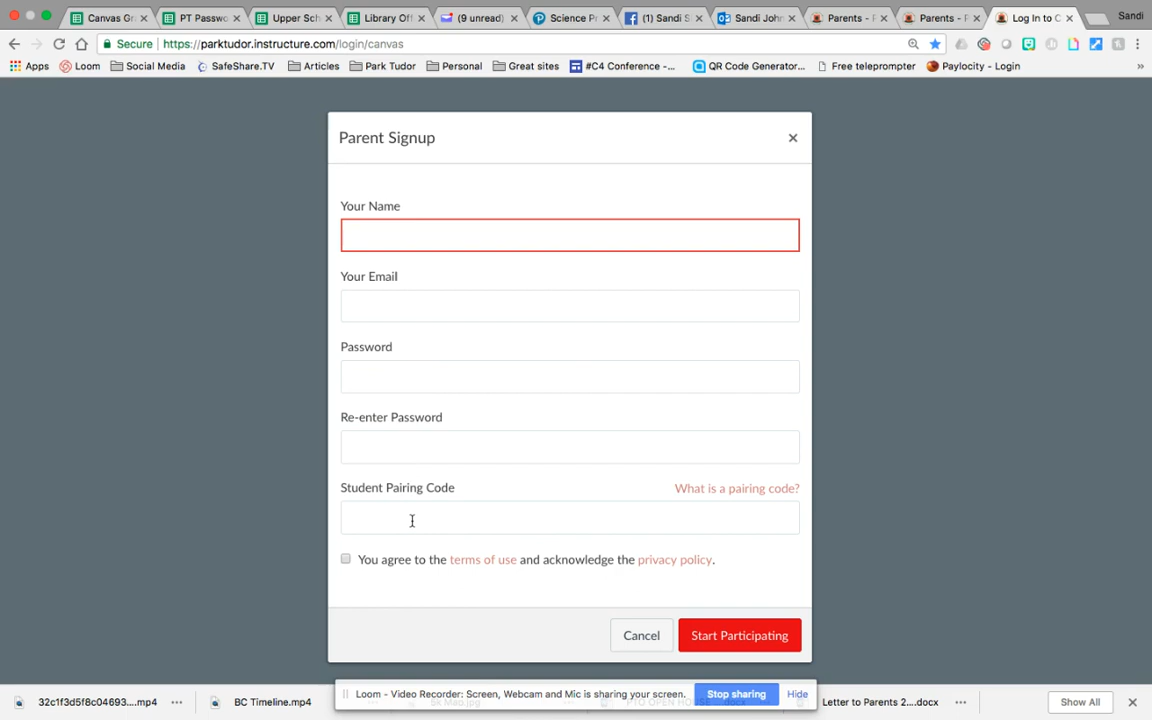 Canvas Gr
PT Passwo
Upper Sch
Library Off
(9 unread)
Science Pr
(1) Sandi S
Sandi John
Parents - F
Parents - F
Log In to C
Sandi
Secure
https://parktudor.instructure.com/login/canvas
Apps
Loom
Social Media
SafeShare.TV
Articles
Park Tudor
Personal
Great sites
#C4 Conference -...
QR Code Generator...
Free teleprompter
Paylocity - Login
»
Parent Signup
Your Name
Your Email
Password
Re-enter Password
Student Pairing Code
What is a pairing code?
You agree to the terms of use and acknowledge the privacy policy.
Cancel
Start Participating
Loom - Video Recorder: Screen, Webcam and Mic is sharing your screen.
Stop sharing
Hide
32c1f3d5f8c04693....mp4
BC Timeline.mp4
Letter to Parents 2....docx
Show All